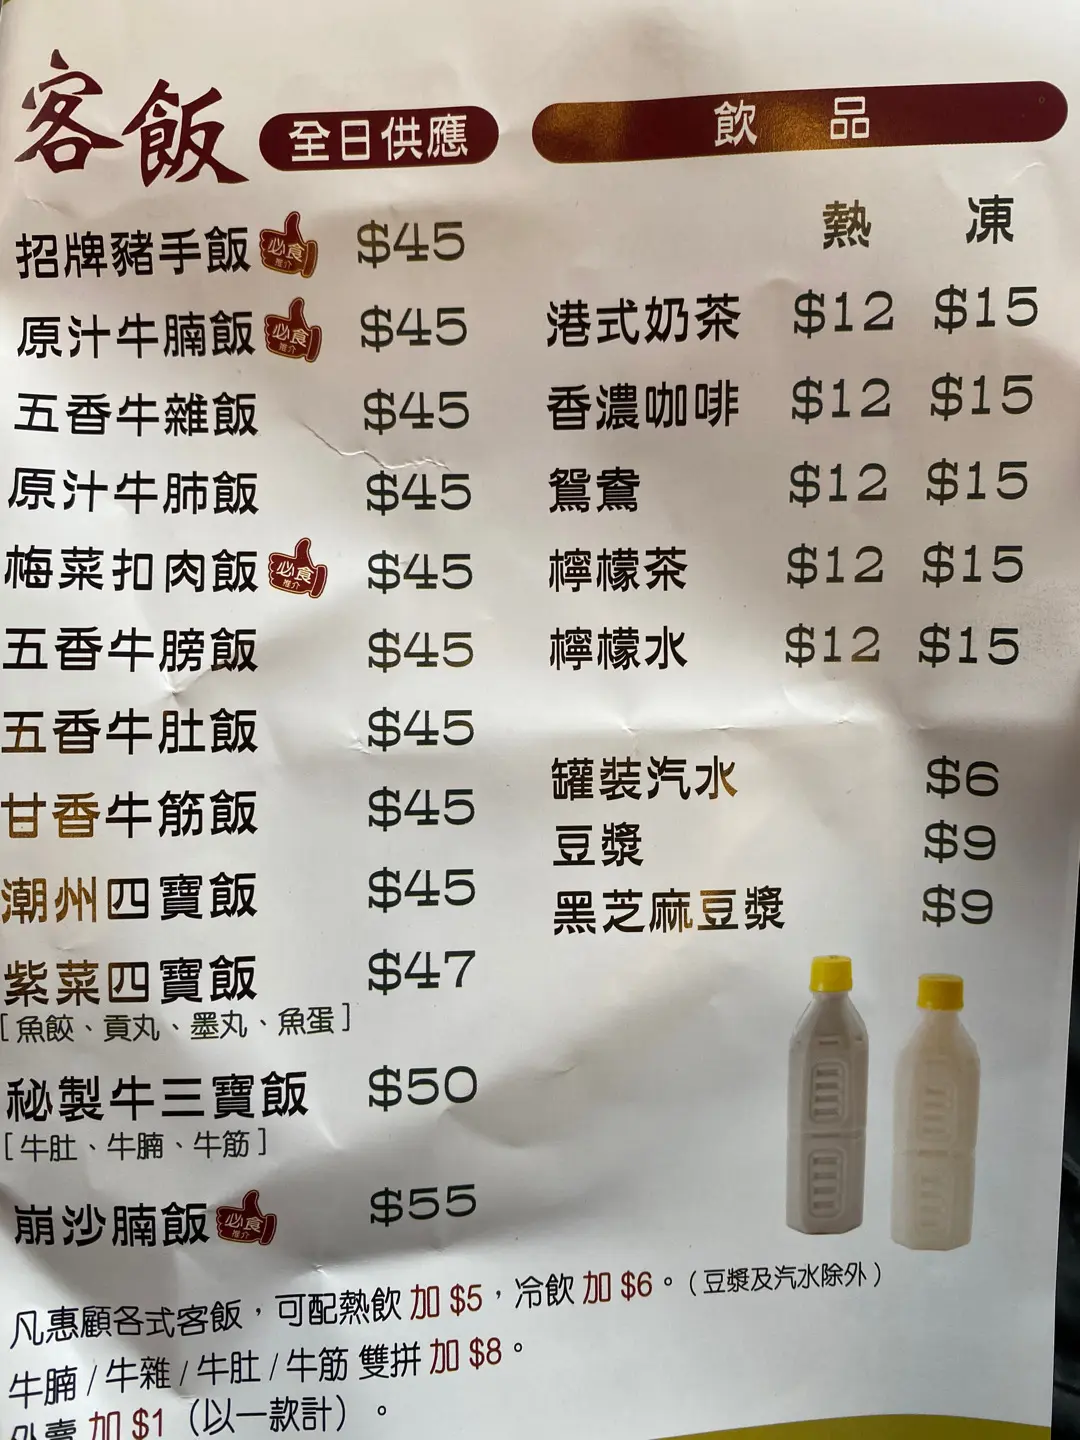 客飯 全日供應
招牌豬手飯 必食推介 $45
原汁牛腩飯 必食推介 $45
五香牛雜飯 $45
原汁牛肺飯 $45
梅菜扣肉飯 必食推介 $45
五香牛膀飯 $45
五香牛肚飯 $45
甘香牛筋飯 $45
潮州四寶飯 $45
紫菜四寶飯 $47
[魚餃、貢丸、墨丸、魚蛋]
秘製牛三寶飯 $50
[牛肚、牛腩、牛筋]
崩沙腩飯 必食推介 $55
飲品
熱 凍
港式奶茶 $12 $15
香濃咖啡 $12 $15
鴛鴦 $12 $15
檸檬茶 $12 $15
檸檬水 $12 $15
罐裝汽水 $6
豆漿 $9
黑芝麻豆漿 $9
凡惠顧各式客飯，可配熱飲加 $5，冷飲加 $6。（豆漿及汽水除外）
牛腩 / 牛雜 / 牛肚 / 牛筋 雙拼加 $8。
外賣加 $1（以一款計）。